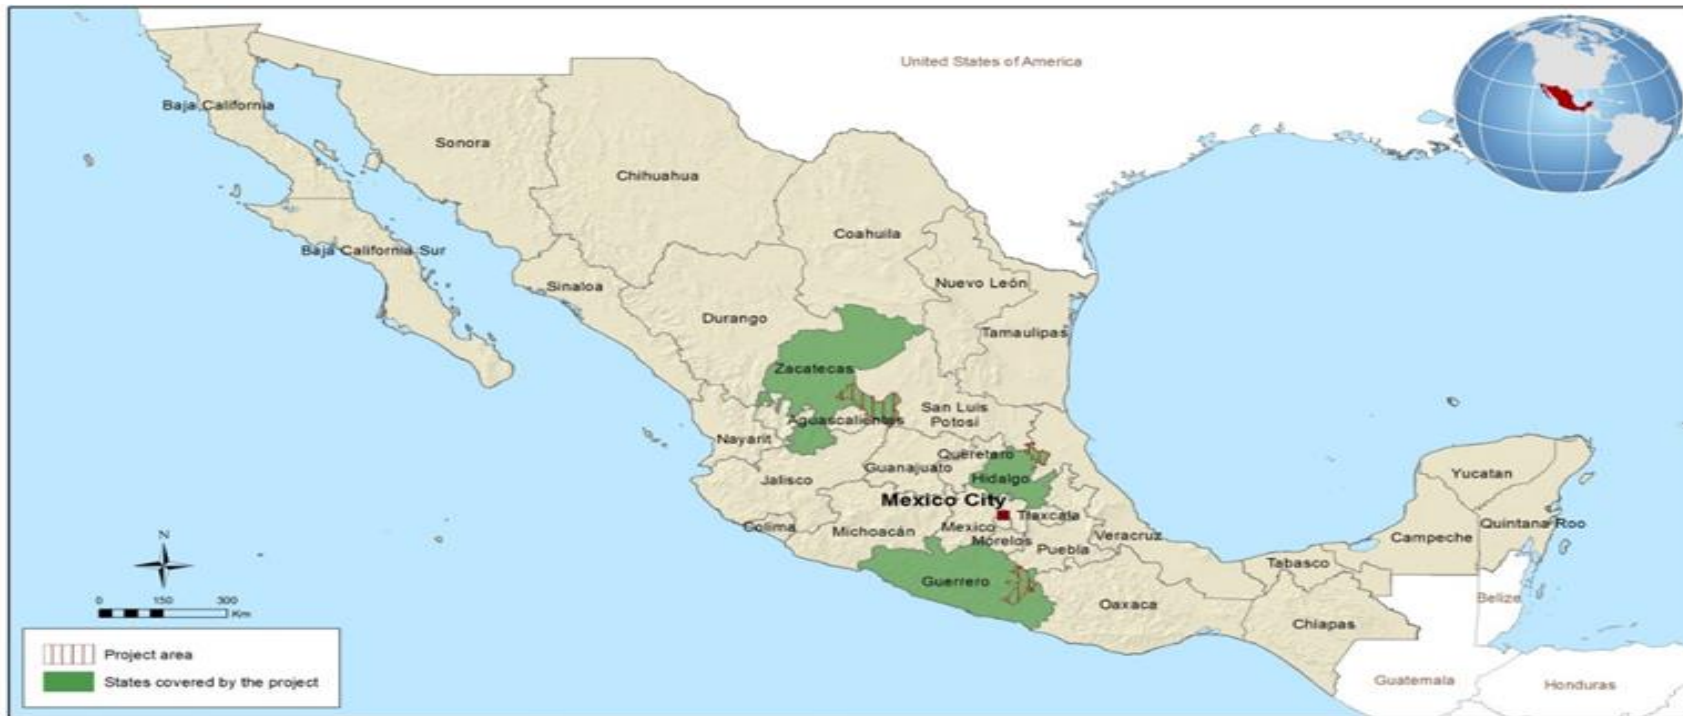 United States of America
Baja California
Sonora
Chihuahua
Coahuila
Baja California Sur
Sinaloa
Nuevo León
Durango
Tamaulipas
Zacatecas
San Luis
Potosí
Aguascalientes
Nayarit
Queretaro
Guanajuato
Hidalgo
Jalisco
Yucatan
Mexico City
Tlaxcala
Quintana Roo
Colima
Michoacán
Mexico
Morelos
Veracruz
Campeche
Puebla
Tabasco
N
Guerrero
Belize
Oaxaca
0 150 300
Km
Chiapas
Project area
States covered by the project
Guatemala
Honduras